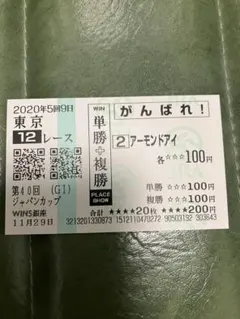 2020年5回9日
東京
12レース
第40回 (GI)
ジャパンカップ
WINS銀座
11月29日
WIN
単勝+複勝
PLACE SHOW
がんばれ!
2 アーモンドアイ
各☆☆☆100円
単勝 ☆☆☆100円
複勝 ☆☆☆100円
合計 ★★★★20枚 ★★★★200円